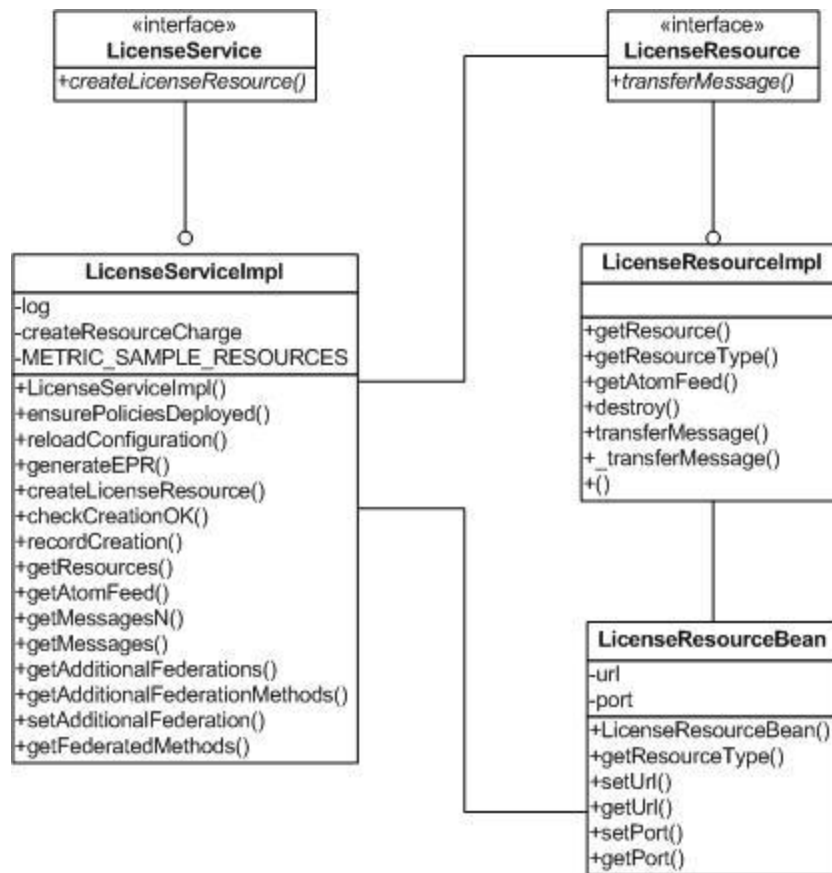 «interface»
LicenseService
+createLicenseResource()
«interface»
LicenseResource
+transferMessage()
LicenseServiceImpl
-log
-createResourceCharge
-METRIC_SAMPLE_RESOURCES
+LicenseServiceImpl()
+ensurePoliciesDeployed()
+reloadConfiguration()
+generateEPR()
+createLicenseResource()
+checkCreationOK()
+recordCreation()
+getResources()
+getAtomFeed()
+getMessagesN()
+getMessages()
+getAdditionalFederations()
+getAdditionalFederationMethods()
+setAdditionalFederation()
+getFederatedMethods()
LicenseResourceImpl
+getResource()
+getResourceType()
+getAtomFeed()
+destroy()
+transferMessage()
+_transferMessage()
+()
LicenseResourceBean
-url
-port
+LicenseResourceBean()
+getResourceType()
+setUrl()
+getUrl()
+setPort()
+getPort()